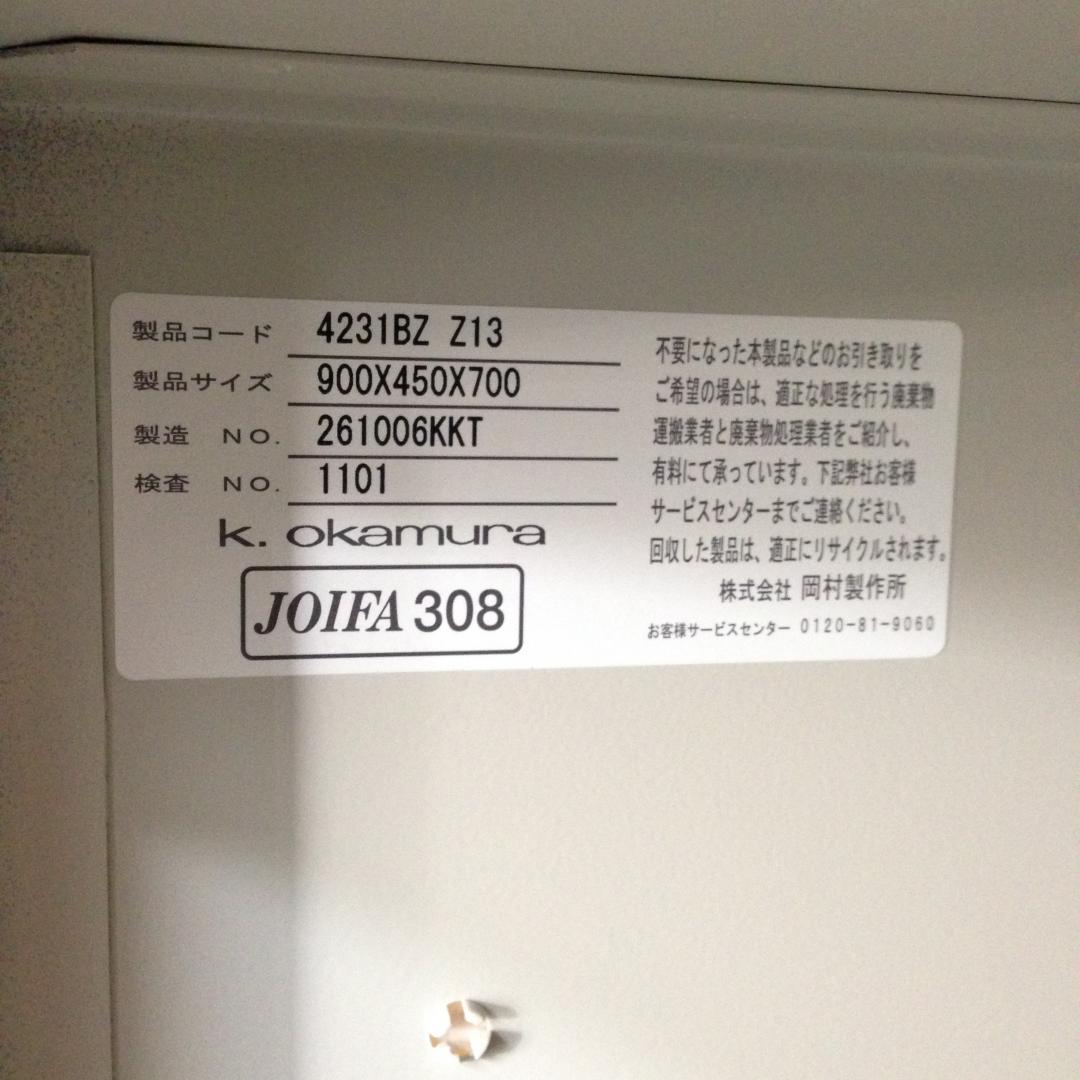 製品コード 4231BZ Z13
製品サイズ 900X450X700
製造 NO. 261006KKT
検査 NO. 1101
k. okamura
JOIFA 308
不要になった本製品などのお引き取りを
ご希望の場合は、適正な処理を行う廃棄物
運搬業者と廃棄物処理業者をご紹介し、
有料にて承っています。下記弊社お客様
サービスセンターまでご連絡ください。
回収した製品は、適正にリサイクルされます。
株式会社 岡村製作所
お客様サービスセンター 0120-81-9060